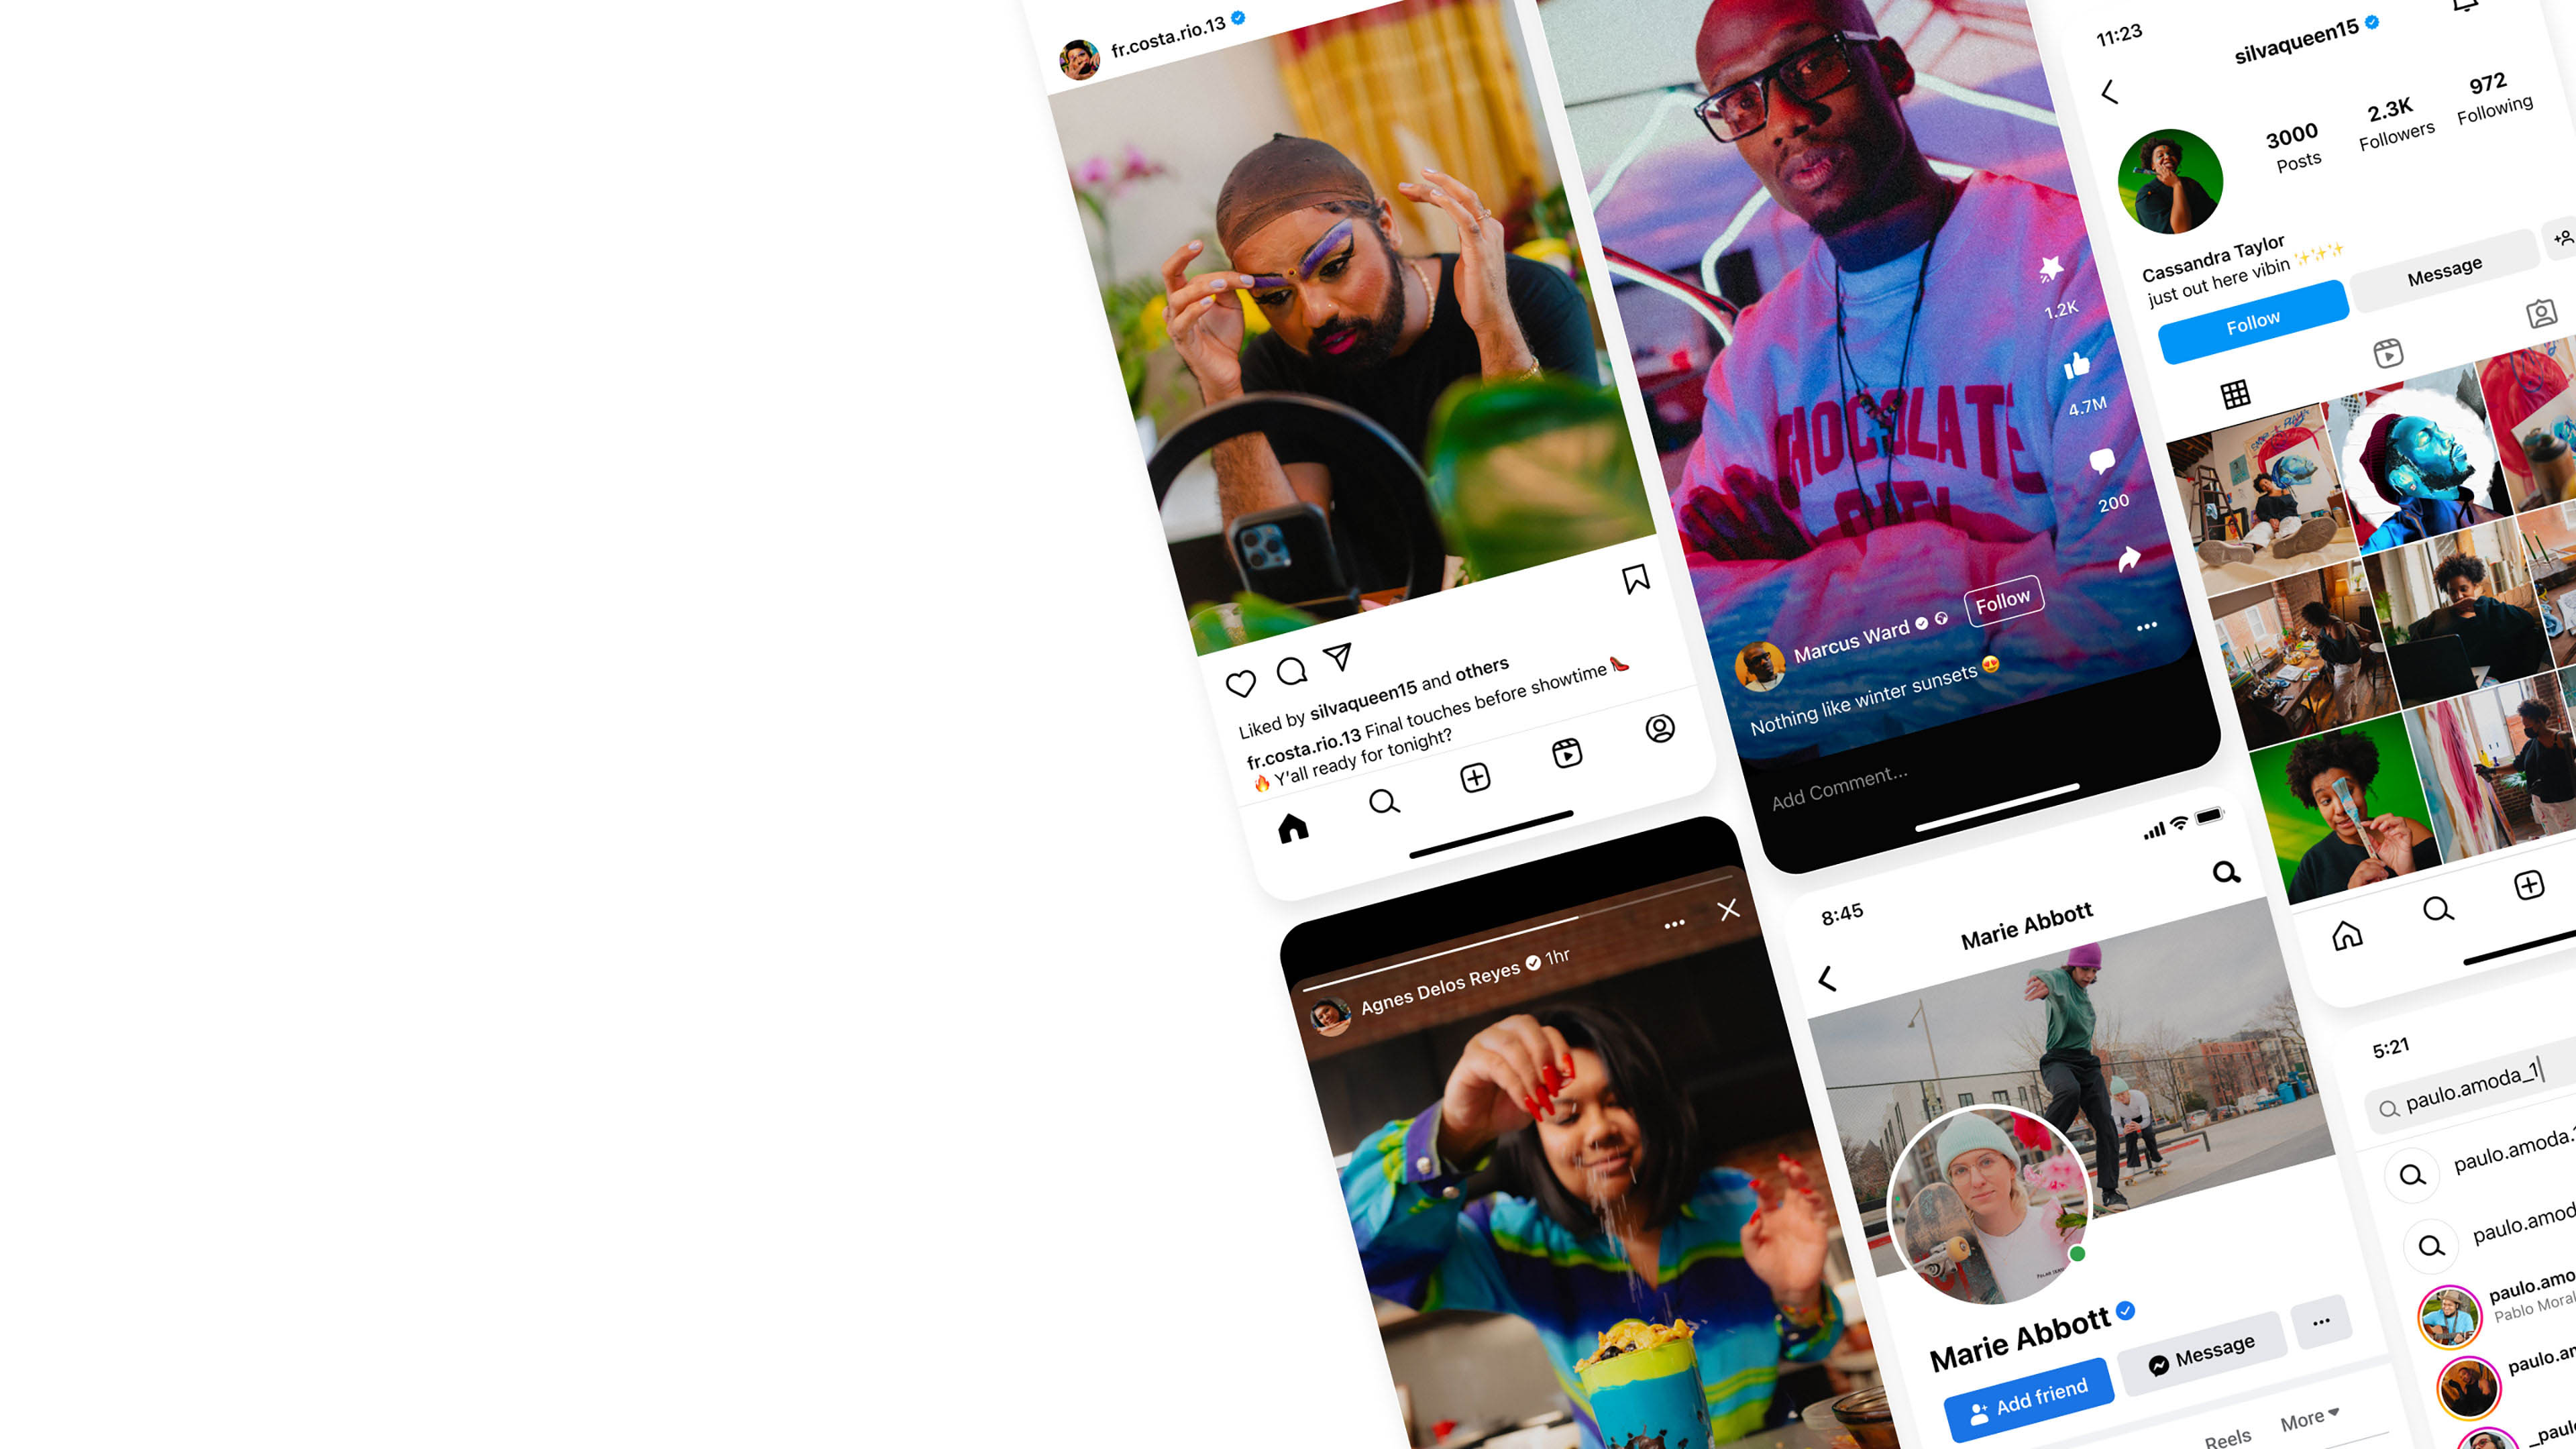 fr.costa.rio.13
Liked by silvaqueen15 and others
fr.costa.rio.13 Final touches before showtime 👠
🔥 Y'all ready for tonight?
CHOCOLATE
CITY
1.2K
4.7M
200
Marcus Ward
Follow
Nothing like winter sunsets 😍
Add Comment...
11:23
silvaqueen15
3000
Posts
2.3K
Followers
972
Following
Cassandra Taylor
just out here vibin ✨✨✨
Follow
Message
Agnes Delos Reyes 1hr
8:45
Marie Abbott
Marie Abbott
Add friend
Message
Reels
More
5:21
paulo.amoda_1
paulo.amoda.
paulo.amod
paulo.amo
Pablo Moral
paulo.am
_paul